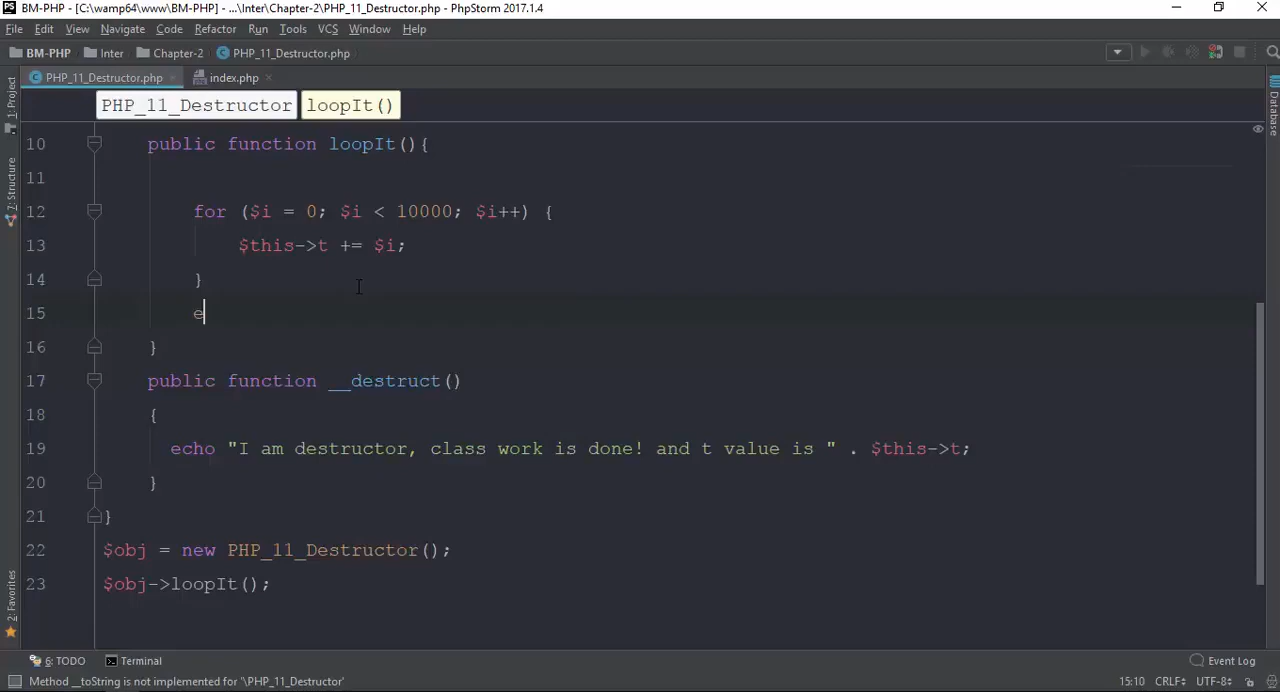 BM-PHP - [C:\wamp64\www\BM-PHP] - ...\Inter\Chapter-2\PHP_11_Destructor.php - PhpStorm 2017.1.4
File Edit View Navigate Code Refactor Run Tools VCS Window Help
BM-PHP Inter Chapter-2 PHP_11_Destructor.php
PHP_11_Destructor.php index.php
PHP_11_Destructor loopIt()
1: Project
7: Structure
2: Favorites
Database
10 public function loopIt(){
11
12 for ($i = 0; $i < 10000; $i++) {
13 $this->t += $i;
14 }
15 e
16 }
17 public function __destruct()
18 {
19 echo "I am destructor, class work is done! and t value is " . $this->t;
20 }
21 }
22 $obj = new PHP_11_Destructor();
23 $obj->loopIt();
6: TODO Terminal Event Log
Method __toString is not implemented for '\PHP_11_Destructor' 15:10 CRLF UTF-8